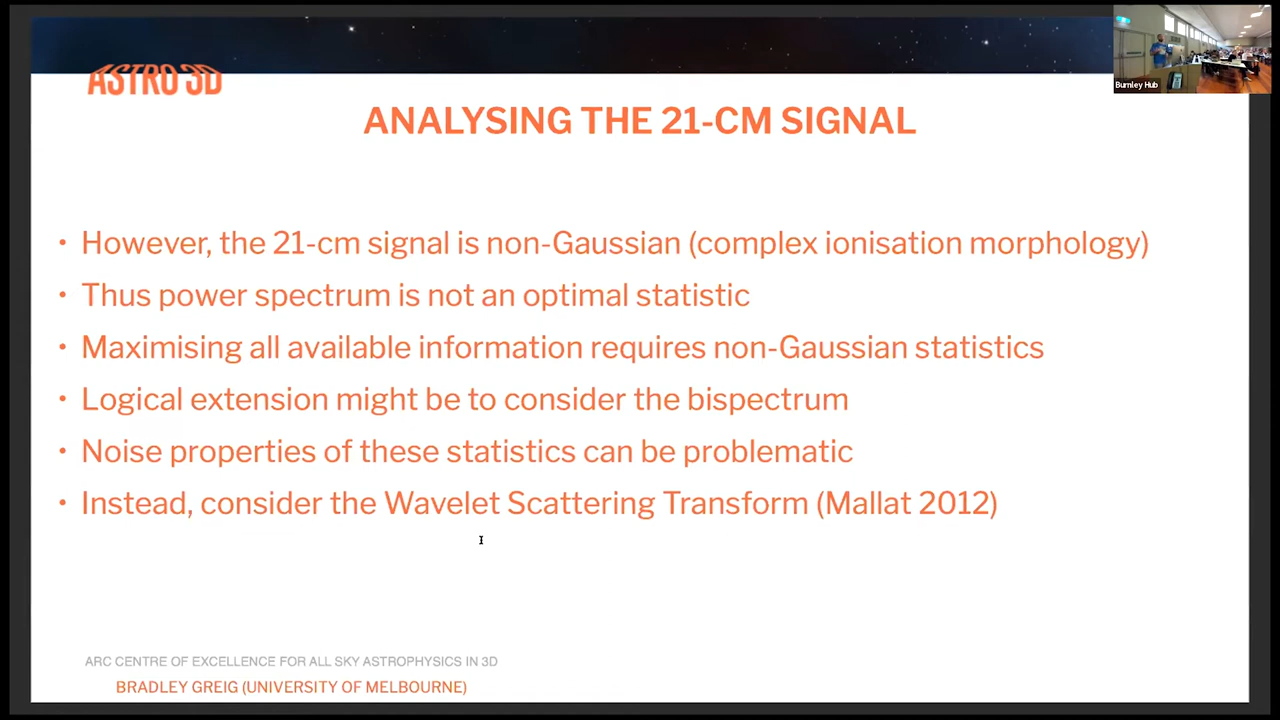 Burnley Hub
ASTRO 3D
ANALYSING THE 21-CM SIGNAL
• However, the 21-cm signal is non-Gaussian (complex ionisation morphology)
• Thus power spectrum is not an optimal statistic
• Maximising all available information requires non-Gaussian statistics
• Logical extension might be to consider the bispectrum
• Noise properties of these statistics can be problematic
• Instead, consider the Wavelet Scattering Transform (Mallat 2012)
ARC CENTRE OF EXCELLENCE FOR ALL SKY ASTROPHYSICS IN 3D
BRADLEY GREIG (UNIVERSITY OF MELBOURNE)